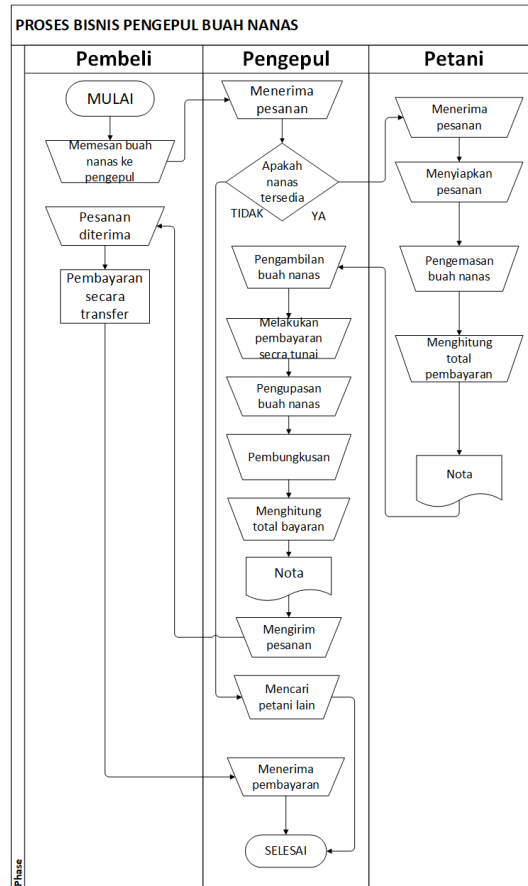 PROSES BISNIS PENGEPUL BUAH NANAS
Pembeli
Pengepul
Petani
MULAI
Memesan buah
nanas ke
pengepul
Pesanan
diterima
Pembayaran
secara
transfer
Menerima
pesanan
Apakah
nanas
tersedia
TIDAK
YA
Pengambilan
buah nanas
Melakukan
pembayaran
secra tunai
Pengupasan
buah nanas
Pembungkusan
Menghitung
total bayaran
Nota
Mengirim
pesanan
Mencari
petani lain
Menerima
pembayaran
SELESAI
Menerima
pesanan
Menyiapkan
pesanan
Pengemasan
buah nanas
Menghitung
total
pembayaran
Nota
Phase